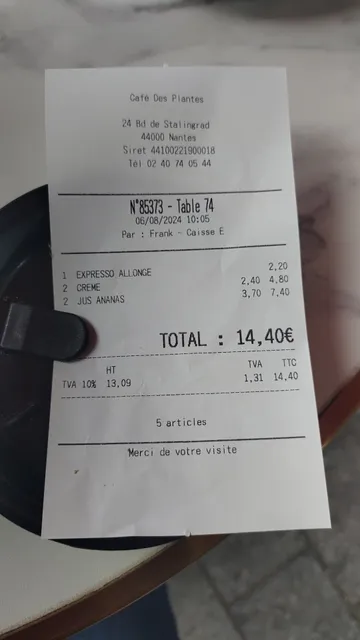 Café Des Plantes
24 Bd de Stalingrad
44000 Nantes
Siret 44100221900018
Tel 02 40 74 05 44
N°85373 - Table 74
06/08/2024 10:05
Par : Frank - Caisse E
1 EXPRESSO ALLONGE 2,20
2 CREME 2,40 4,80
2 JUS ANANAS 3,70 7,40
TOTAL : 14,40€
HT TVA TTC
TVA 10% 13,09 1,31 14,40
5 articles
Merci de votre visite